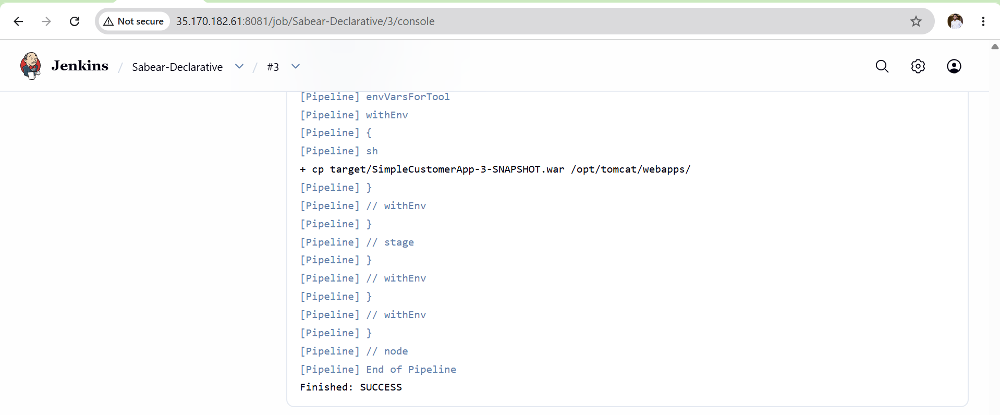 Not secure 35.170.182.61:8081/job/Sabear-Declarative/3/console
Jenkins / Sabear-Declarative / #3
[Pipeline] envVarsForTool
[Pipeline] withEnv
[Pipeline] {
[Pipeline] sh
+ cp target/SimpleCustomerApp-3-SNAPSHOT.war /opt/tomcat/webapps/
[Pipeline] }
[Pipeline] // withEnv
[Pipeline] }
[Pipeline] // stage
[Pipeline] }
[Pipeline] // withEnv
[Pipeline] }
[Pipeline] // withEnv
[Pipeline] }
[Pipeline] // node
[Pipeline] End of Pipeline
Finished: SUCCESS